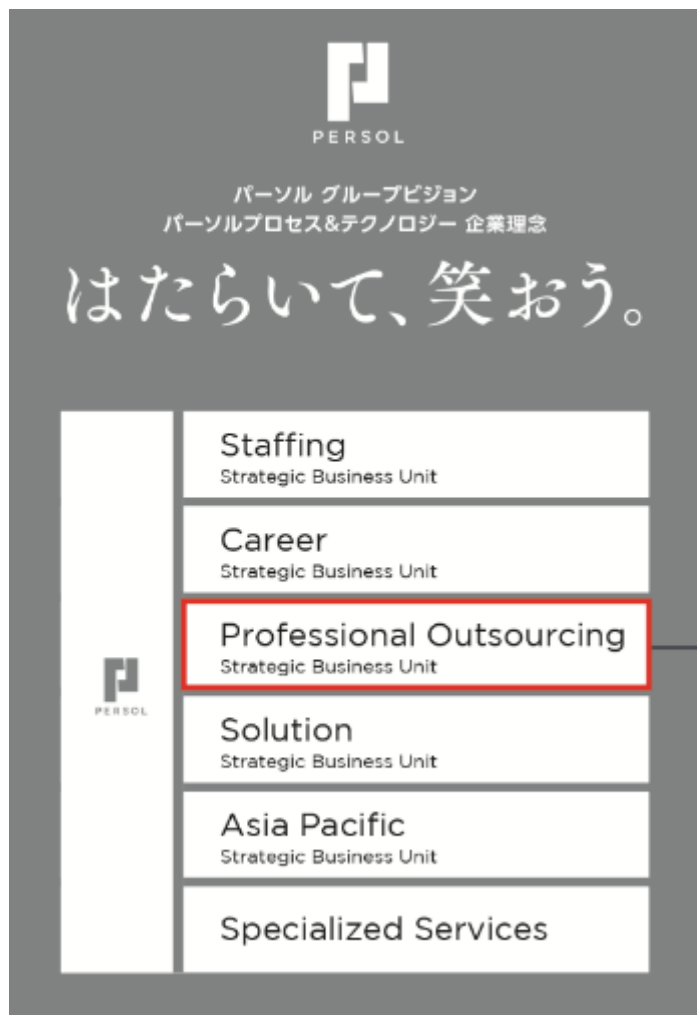 PERSOL
パーソル グループビジョン
パーソルプロセス&テクノロジー 企業理念
はたらいて、笑おう。
PERSOL
Staffing
Strategic Business Unit
Career
Strategic Business Unit
Professional Outsourcing
Strategic Business Unit
Solution
Strategic Business Unit
Asia Pacific
Strategic Business Unit
Specialized Services